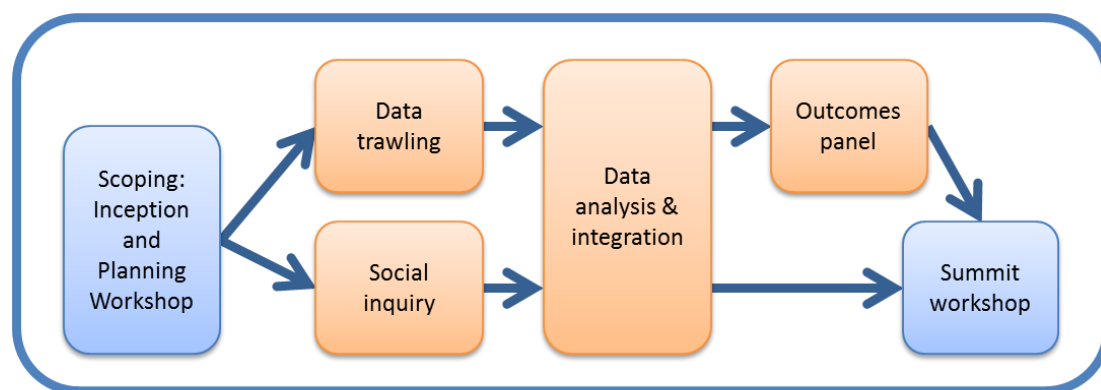 Scoping:
Inception
and
Planning
Workshop
Data
trawling
Social
inquiry
Data
analysis &
integration
Outcomes
panel
Summit
workshop